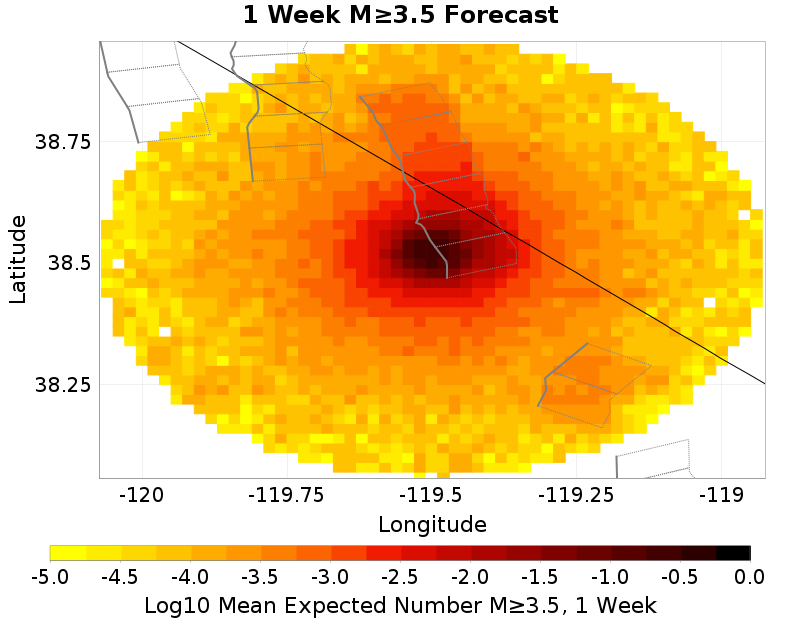 1 Week M≥3.5 Forecast
Latitude
38.75
38.5
38.25
-120 -119.75 -119.5 -119.25 -119
Longitude
-5.0 -4.5 -4.0 -3.5 -3.0 -2.5 -2.0 -1.5 -1.0 -0.5 0.0
Log10 Mean Expected Number M≥3.5, 1 Week